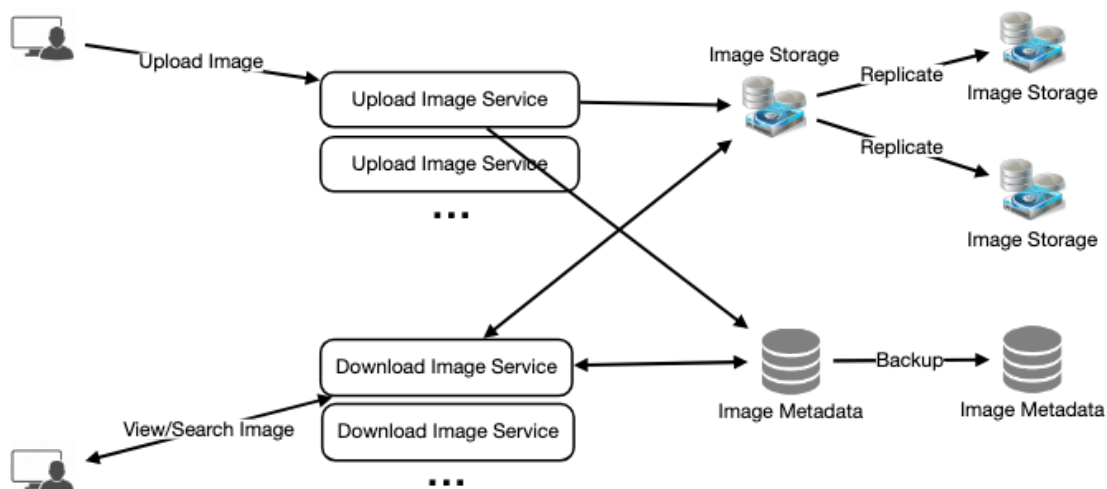 Upload Image
Image Storage
Replicate
Image Storage
Upload Image Service
Upload Image Service
...
Replicate
Image Storage
Download Image Service
Download Image Service
...
View/Search Image
Image Metadata
Backup
Image Metadata